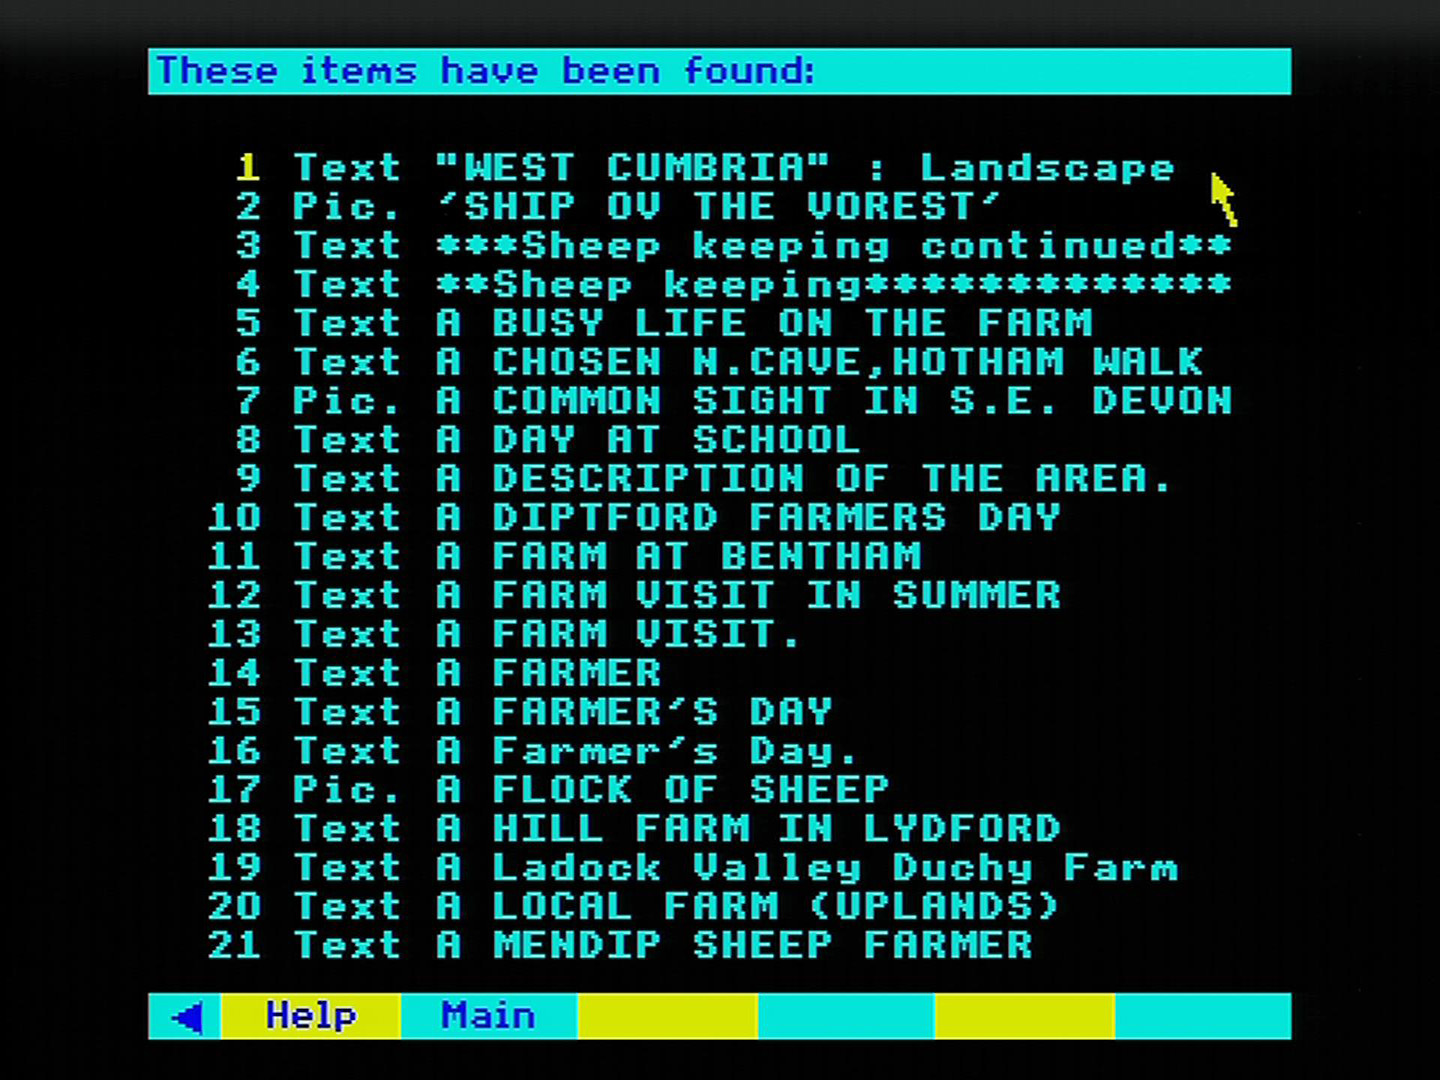 These items have been found:
1 Text "WEST CUMBRIA" : Landscape
2 Pic. 'SHIP OV THE VOREST'
3 Text ***Sheep keeping continued**
4 Text **Sheep keeping*************
5 Text A BUSY LIFE ON THE FARM
6 Text A CHOSEN N.CAVE,HOTHAM WALK
7 Pic. A COMMON SIGHT IN S.E. DEVON
8 Text A DAY AT SCHOOL
9 Text A DESCRIPTION OF THE AREA.
10 Text A DIPTFORD FARMERS DAY
11 Text A FARM AT BENTHAM
12 Text A FARM VISIT IN SUMMER
13 Text A FARM VISIT.
14 Text A FARMER
15 Text A FARMER'S DAY
16 Text A Farmer's Day.
17 Pic. A FLOCK OF SHEEP
18 Text A HILL FARM IN LYDFORD
19 Text A Ladock Valley Duchy Farm
20 Text A LOCAL FARM (UPLANDS)
21 Text A MENDIP SHEEP FARMER
Help Main